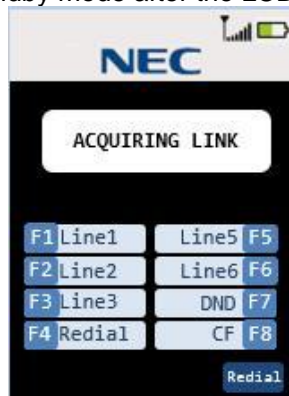 NEC
ACQUIRING LINK
F1 Line1 Line5 F5
F2 Line2 Line6 F6
F3 Line3 DND F7
F4 Redial CF F8
Redial